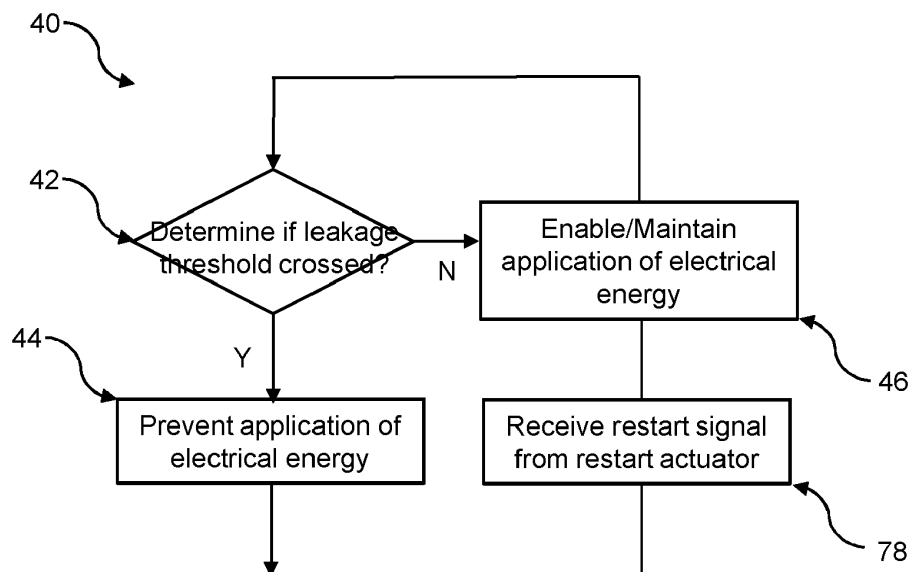 40
42
Determine if leakage
threshold crossed?
N
Enable/Maintain
application of electrical
energy
46
Y
44
Prevent application of
electrical energy
Receive restart signal
from restart actuator
78